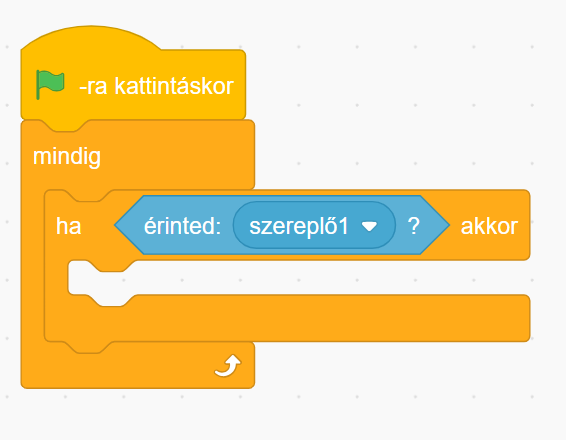 -ra kattintáskor
mindig
ha érinted: szereplő1 ? akkor